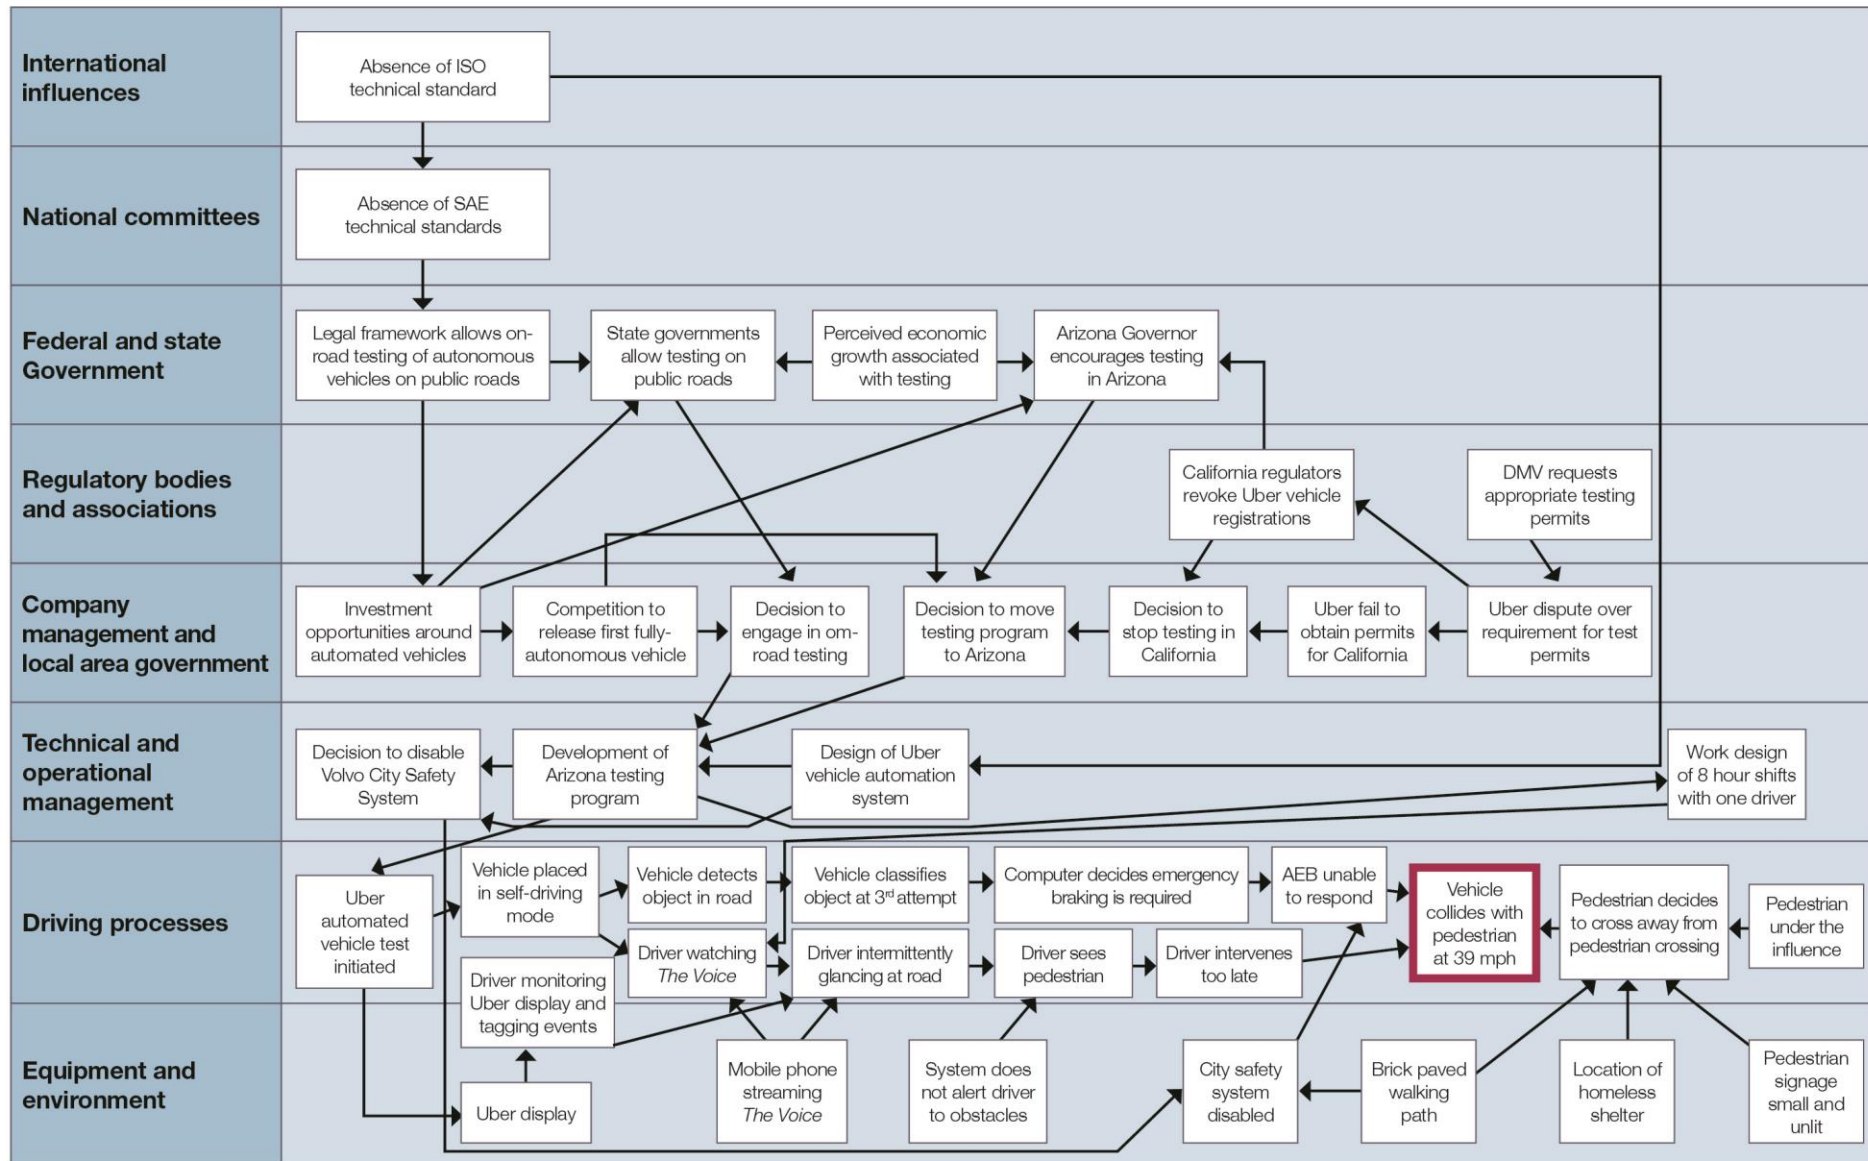 International
influences
Absence of ISO
technical standard
National committees
Absence of SAE
technical standards
Federal and state
Government
Legal framework allows on-
road testing of autonomous
vehicles on public roads
State governments
allow testing on
public roads
Perceived economic
growth associated
with testing
Arizona Governor
encourages testing
in Arizona
Regulatory bodies
and associations
California regulators
revoke Uber vehicle
registrations
DMV requests
appropriate testing
permits
Company
management and
local area government
Investment
opportunities around
automated vehicles
Competition to
release first fully-
autonomous vehicle
Decision to
engage in om-
road testing
Decision to move
testing program
to Arizona
Decision to
stop testing in
California
Uber fail to
obtain permits
for California
Uber dispute over
requirement for test
permits
Technical and
operational
management
Decision to disable
Volvo City Safety
System
Development of
Arizona testing
program
Design of Uber
vehicle automation
system
Work design
of 8 hour shifts
with one driver
Driving processes
Uber
automated
vehicle test
initiated
Vehicle placed
in self-driving
mode
Vehicle detects
object in road
Vehicle classifies
object at 3rd attempt
Computer decides emergency
braking is required
AEB unable
to respond
Vehicle
collides with
pedestrian
at 39 mph
Pedestrian decides
to cross away from
pedestrian crossing
Pedestrian
under the
influence
Driver monitoring
Uber display and
tagging events
Driver watching
The Voice
Driver intermittently
glancing at road
Driver sees
pedestrian
Driver intervenes
too late
Equipment and
environment
Uber display
Mobile phone
streaming
The Voice
System does
not alert driver
to obstacles
City safety
system
disabled
Brick paved
walking
path
Location of
homeless
shelter
Pedestrian
signage
small and
unlit